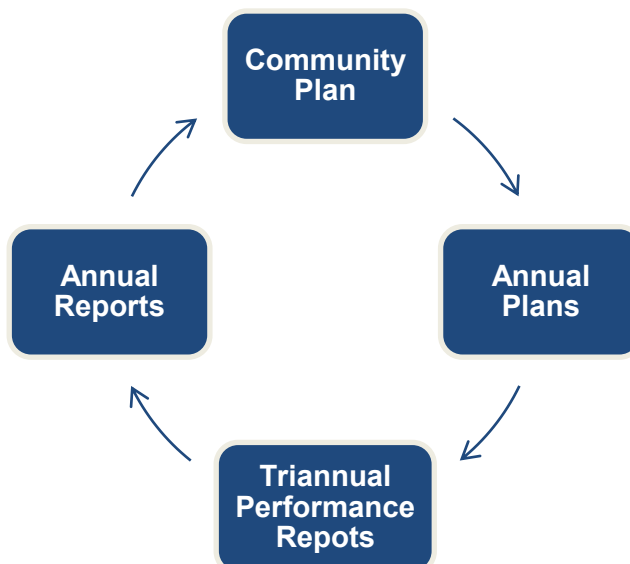 Community
Plan
Annual
Plans
Triannual
Performance
Repots
Annual
Reports